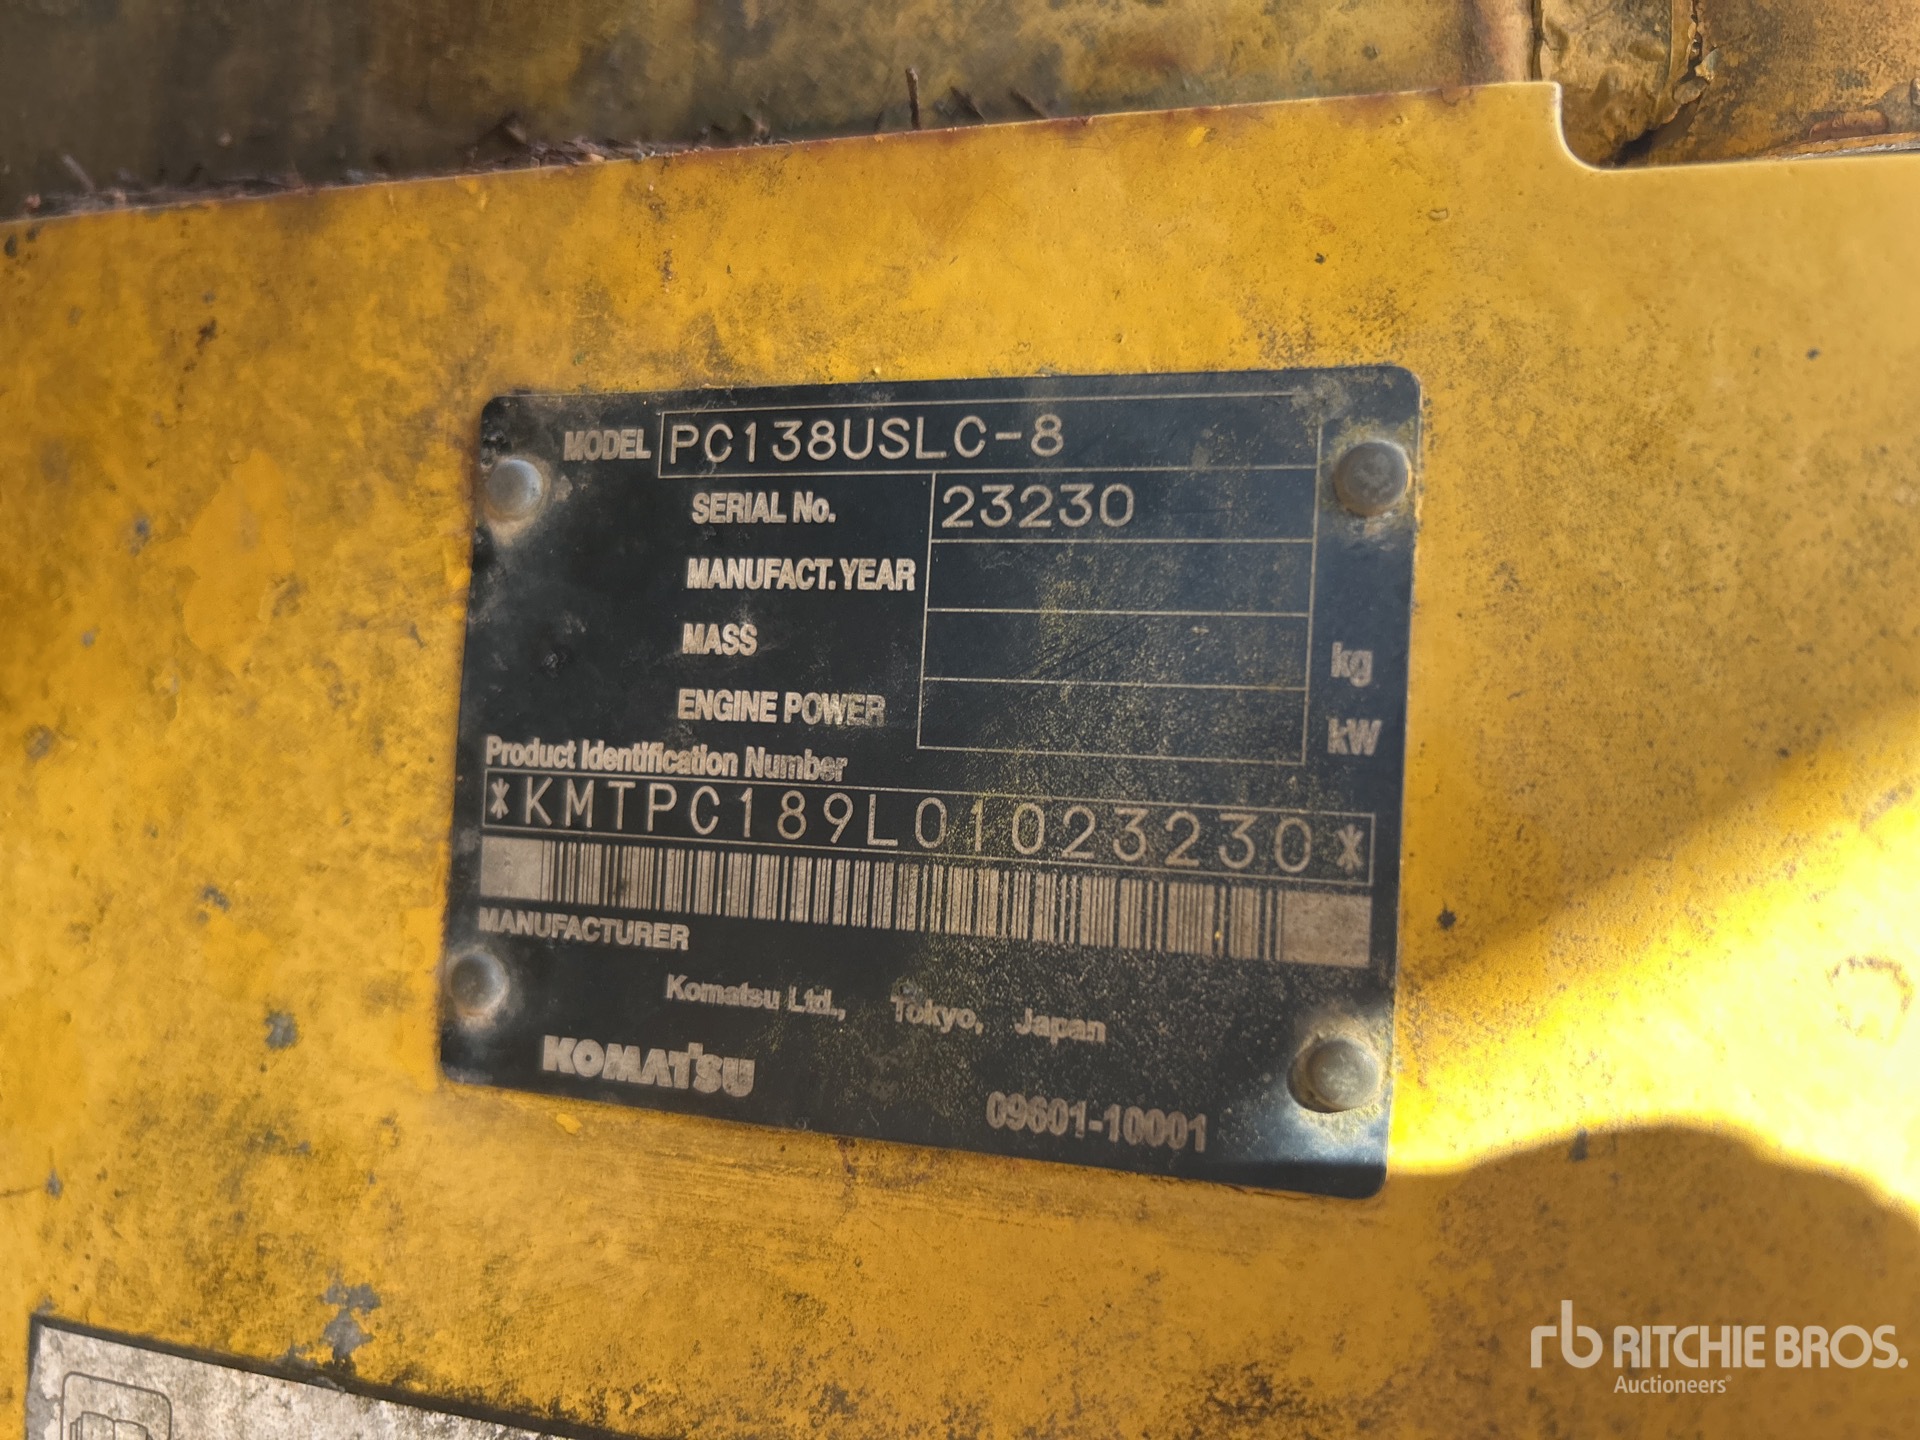 MODEL PC138USLC-8
SERIAL No. 23230
MANUFACT. YEAR
MASS kg
ENGINE POWER kW
Product Identification Number
*KMTPC189L01023230*
MANUFACTURER
Komatsu Ltd., Tokyo, Japan
KOMATSU
09601-10001
rb RITCHIE BROS.
Auctioneers